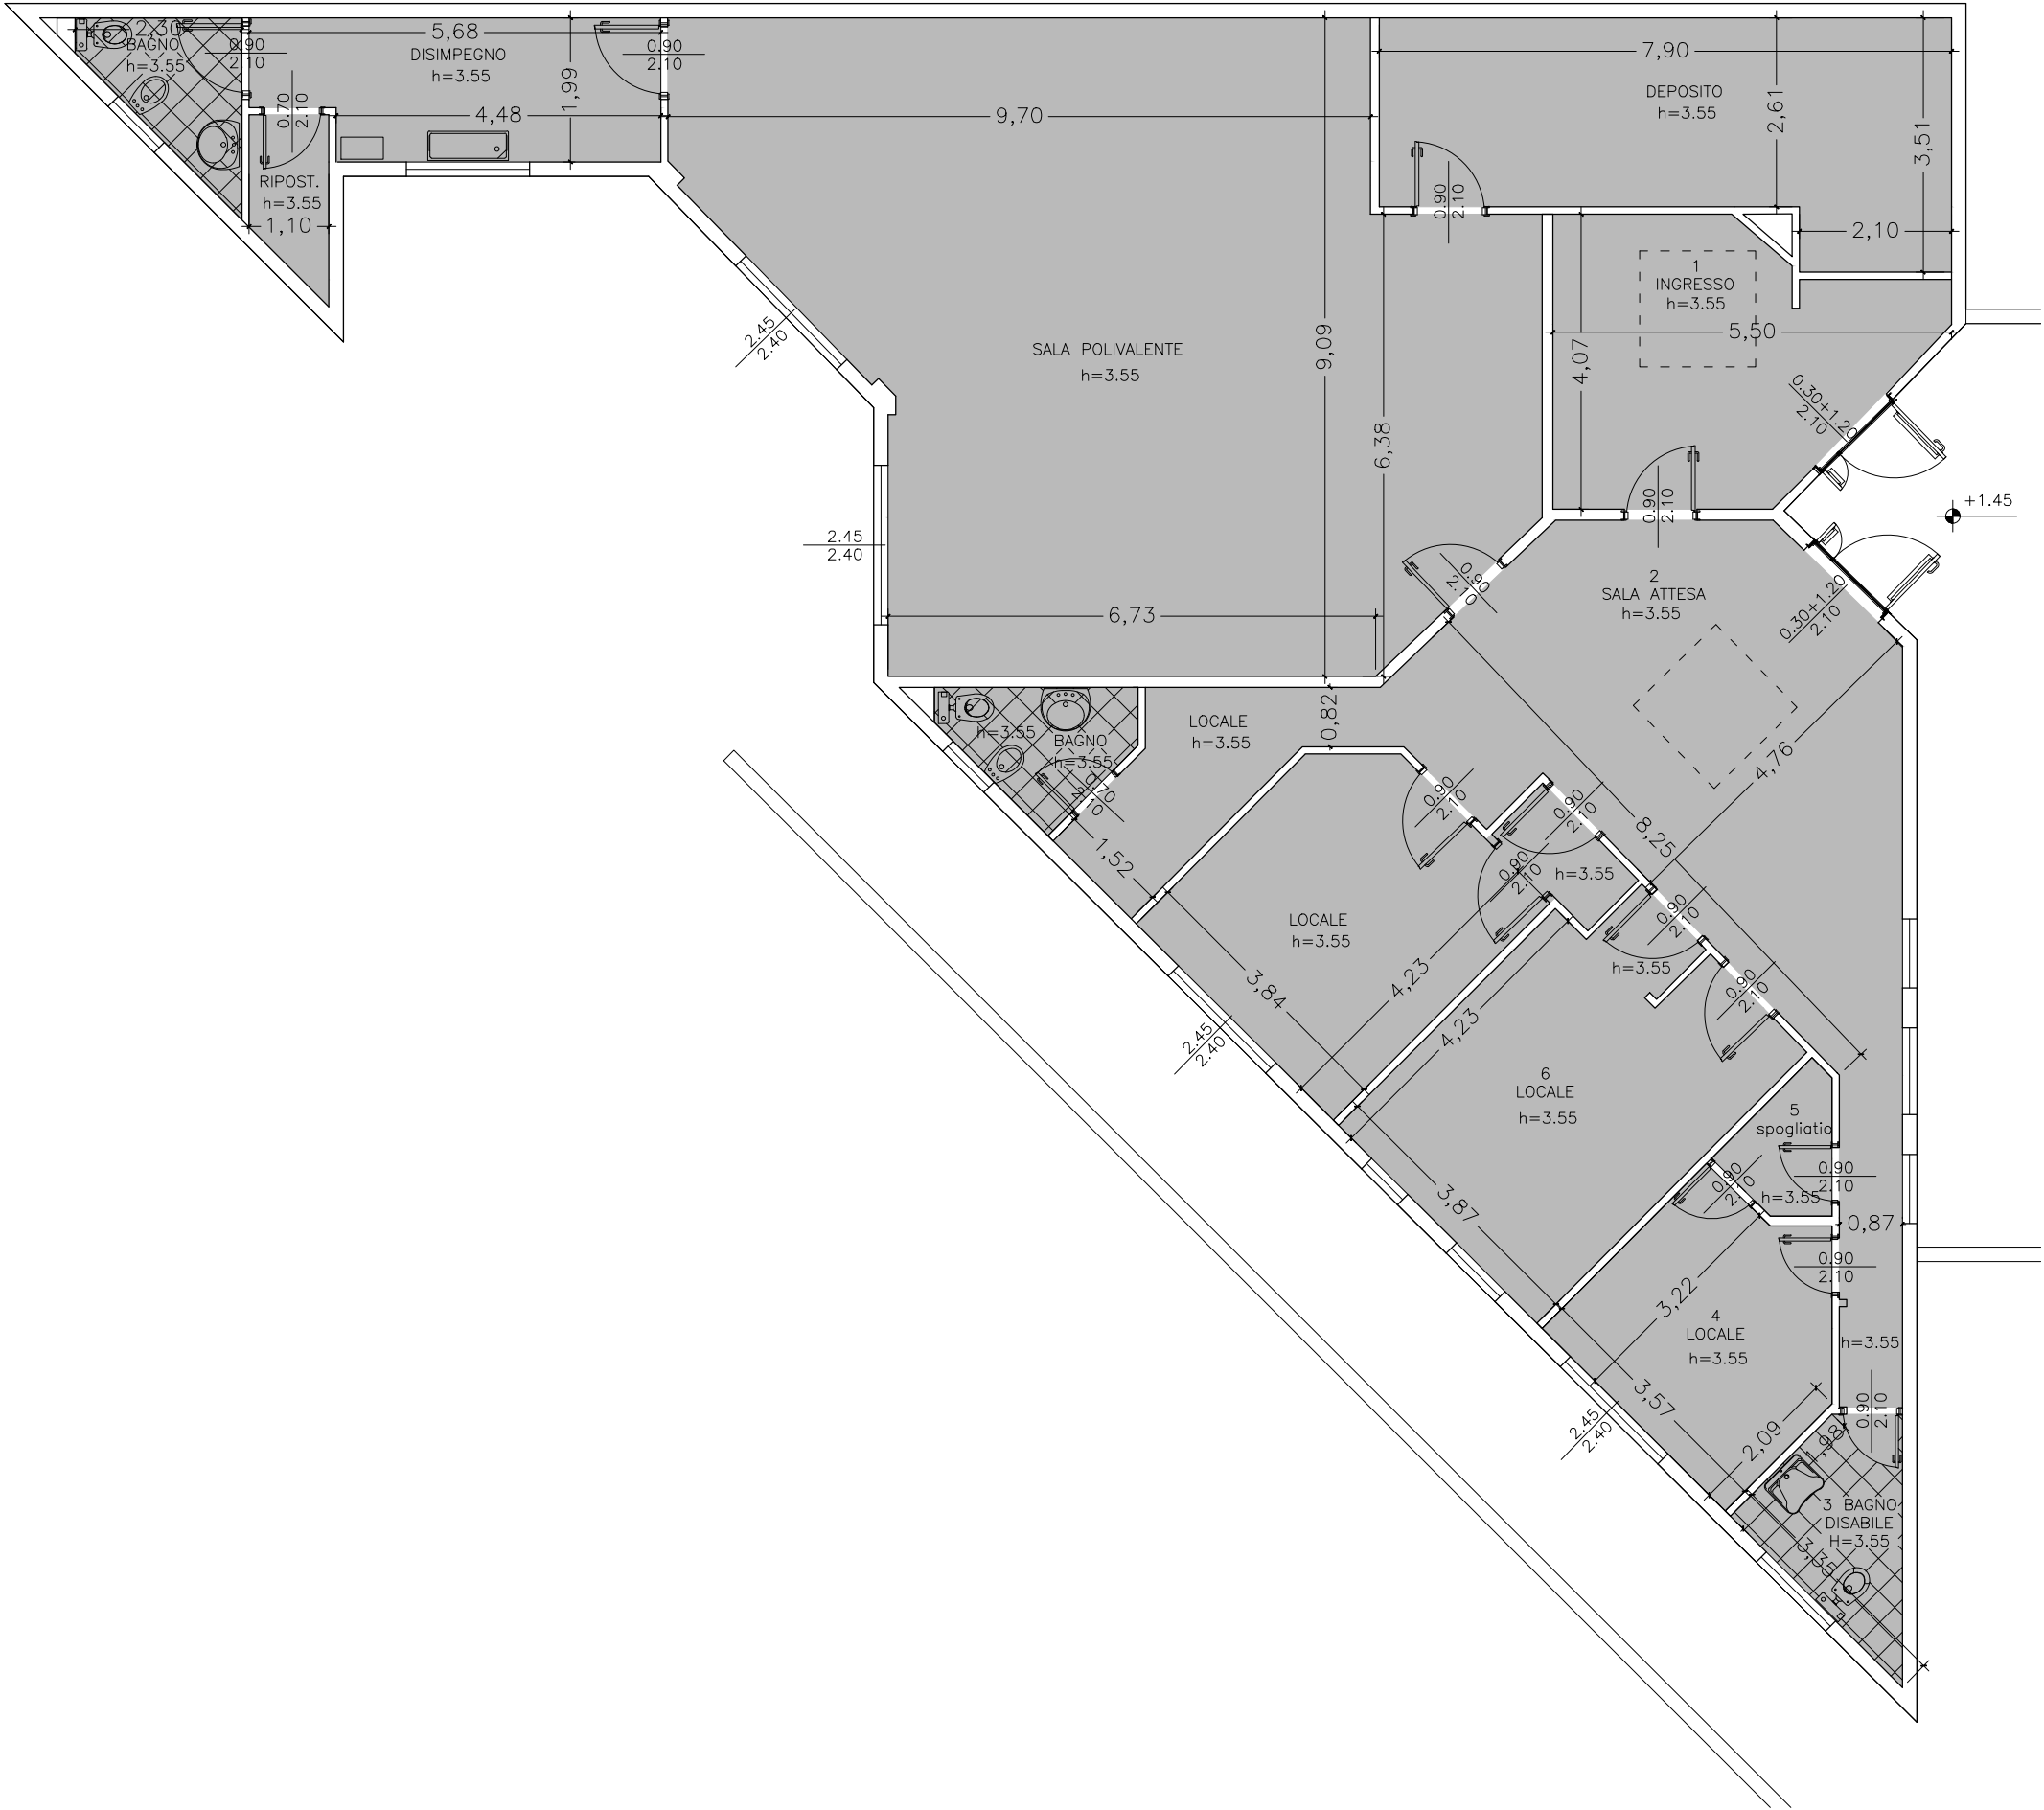 2,30
BAGNO
h=3.55
0.90
2.10
5,68
DISIMPEGNO
h=3.55
1,99
0.90
2.10
0.70
2.10
4,48
RIPOST.
h=3.55
1,10
9,70
7,90
DEPOSITO
h=3.55
2,61
3,51
0.90
2.10
2,10
1
INGRESSO
h=3.55
5,50
4,07
SALA POLIVALENTE
h=3.55
9,09
6,38
2.45
2.40
0.30+1.20
2.10
0.90
2.10
+1.45
2.45
2.40
0.90
2.10
2
SALA ATTESA
h=3.55
0.30+1.20
2.10
6,73
0,82
LOCALE
h=3.55
h=3.55
BAGNO
h=3.55
0.70
2.10
4,76
8,25
0.90
2.10
0.90
2.10
1,52
0.90
2.10
h=3.55
LOCALE
h=3.55
0.90
2.10
3,84
4,23
4,23
h=3.55
0.90
2.10
2.45
2.40
6
LOCALE
h=3.55
5
spogliatio
0.90
2.10
0.90
2.10
h=3.55
3,87
0,87
0.90
2.10
3,22
4
LOCALE
h=3.55
h=3.55
3,57
2.45
2.40
2,09
0.90
2.10
1,98
3 BAGNO
DISABILE
H=3.55
3,35